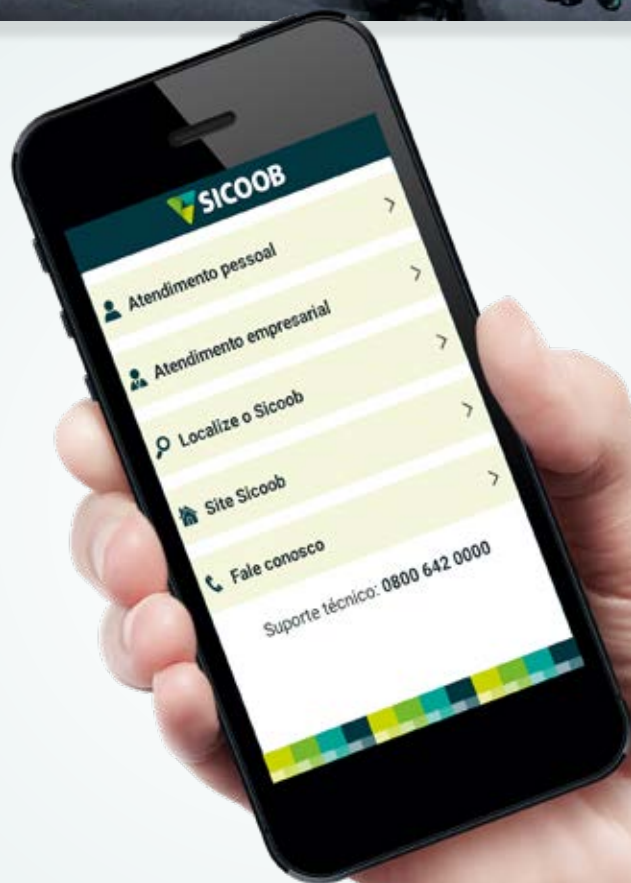 SICOOB
Atendimento pessoal
Atendimento empresarial
Localize o Sicoob
Site Sicoob
Fale conosco
Suporte técnico: 0800 642 0000